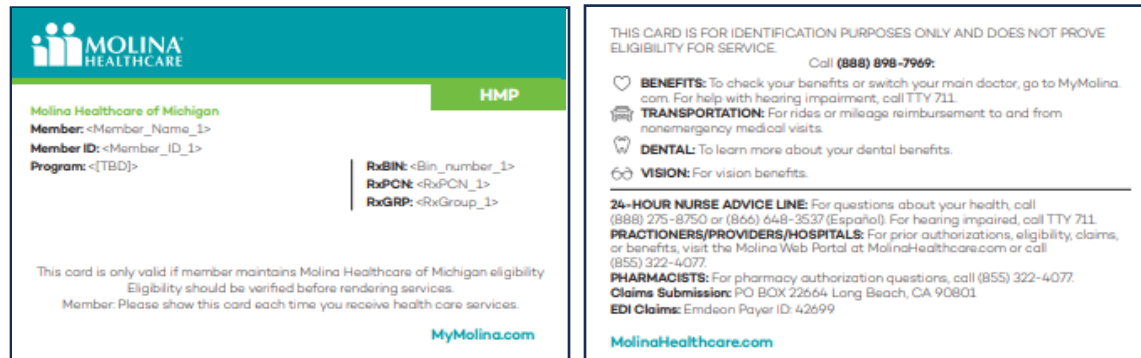 MOLINA
HEALTHCARE
HMP
Molina Healthcare of Michigan
Member: <Member_Name_1>
Member ID: <Member_ID_1>
Program: <[TBD]>
RxBIN: <Bin_number_1>
RxPCN: <RxPCN_1>
RxGRP: <RxGroup_1>
This card is only valid if member maintains Molina Healthcare of Michigan eligibility
Eligibility should be verified before rendering services.
Member: Please show this card each time you receive health care services.
MyMolina.com
THIS CARD IS FOR IDENTIFICATION PURPOSES ONLY AND DOES NOT PROVE
ELIGIBILITY FOR SERVICE.
Call (888) 898-7969:
BENEFITS: To check your benefits or switch your main doctor, go to MyMolina.
com. For help with hearing impairment, call TTY 711.
TRANSPORTATION: For rides or mileage reimbursement to and from
nonemergency medical visits.
DENTAL: To learn more about your dental benefits.
VISION: For vision benefits.
24-HOUR NURSE ADVICE LINE: For questions about your health, call
(888) 275-8750 or (866) 648-3537 (Español). For hearing impaired, call TTY 711.
PRACTIONERS/PROVIDERS/HOSPITALS: For prior authorizations, eligibility, claims,
or benefits, visit the Molina Web Portal at MolinaHealthcare.com or call
(855) 322-4077.
PHARMACISTS: For pharmacy authorization questions, call (855) 322-4077.
Claims Submission: PO BOX 22664 Long Beach, CA 90801
EDI Claims: Emdeon Payer ID: 42699
MolinaHealthcare.com